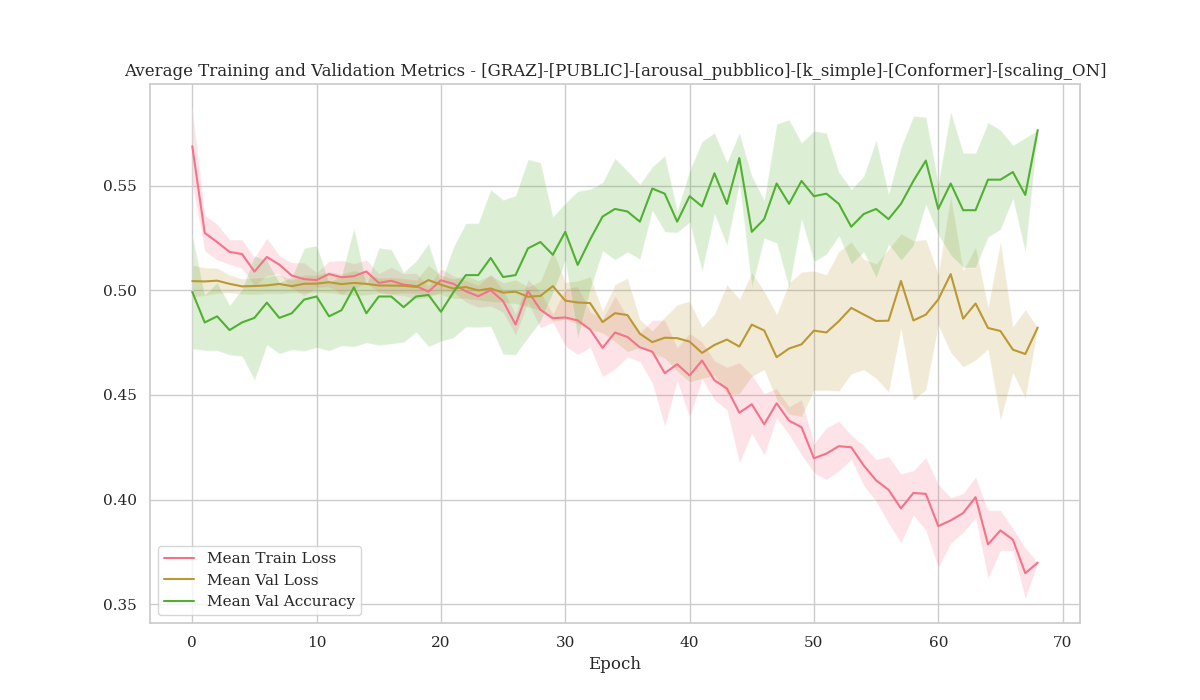 Average Training and Validation Metrics - [GRAZ]-[PUBLIC]-[arousal_pubblico]-[k_simple]-[Conformer]-[scaling_ON]
0.55
0.50
0.45
0.40
0.35
Mean Train Loss
Mean Val Loss
Mean Val Accuracy
0 10 20 30 40 50 60 70
Epoch